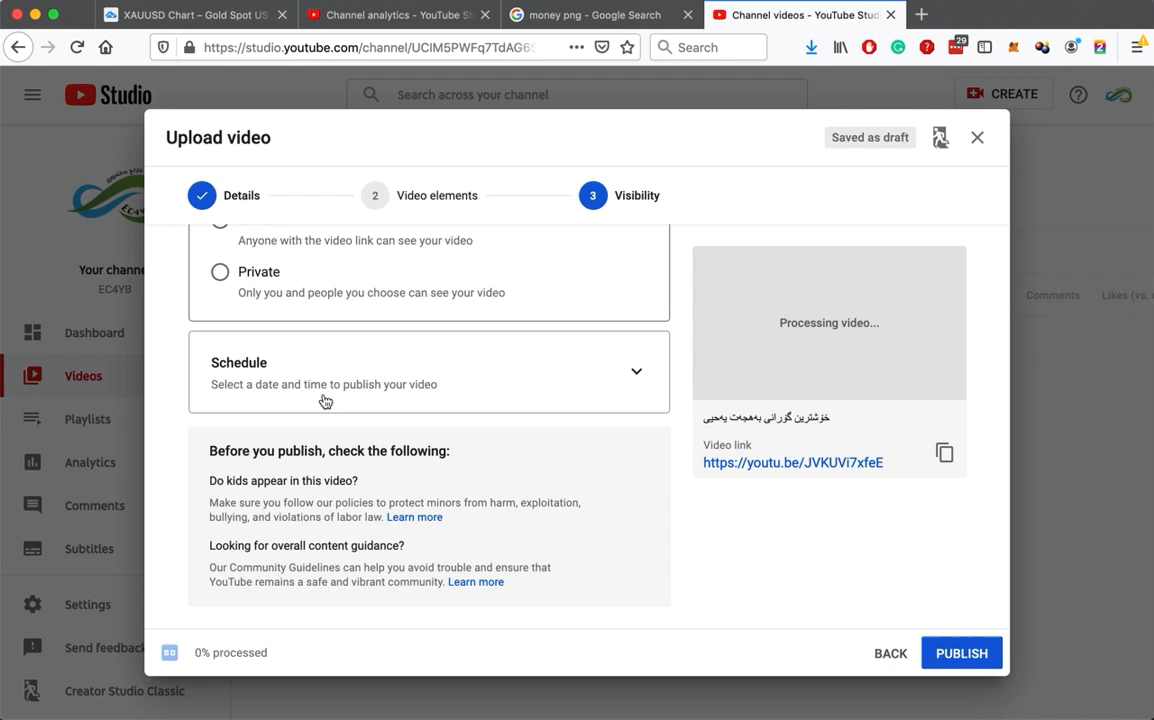 XAUUSD Chart – Gold Spot US
Channel analytics - YouTube St
money png - Google Search
Channel videos - YouTube Studi
https://studio.youtube.com/channel/UCIM5PWFq7TdAG6
Search
29
2
Studio
Search across your channel
CREATE
Upload video
Saved as draft
Details
2
Video elements
3
Visibility
Anyone with the video link can see your video
Private
Only you and people you choose can see your video
Schedule
Select a date and time to publish your video
Before you publish, check the following:
Do kids appear in this video?
Make sure you follow our policies to protect minors from harm, exploitation,
bullying, and violations of labor law. Learn more
Looking for overall content guidance?
Our Community Guidelines can help you avoid trouble and ensure that
YouTube remains a safe and vibrant community. Learn more
Processing video...
خۆشترین گۆرانی بەهجەت یەحیی
Video link
https://youtu.be/JVKUVi7xfeE
SD
0% processed
BACK
PUBLISH
EC4Y
Your chann
EC4YB
Dashboard
Videos
Playlists
Analytics
Comments
Subtitles
Settings
Send feedback
Creator Studio Classic
Comments
Likes (vs.